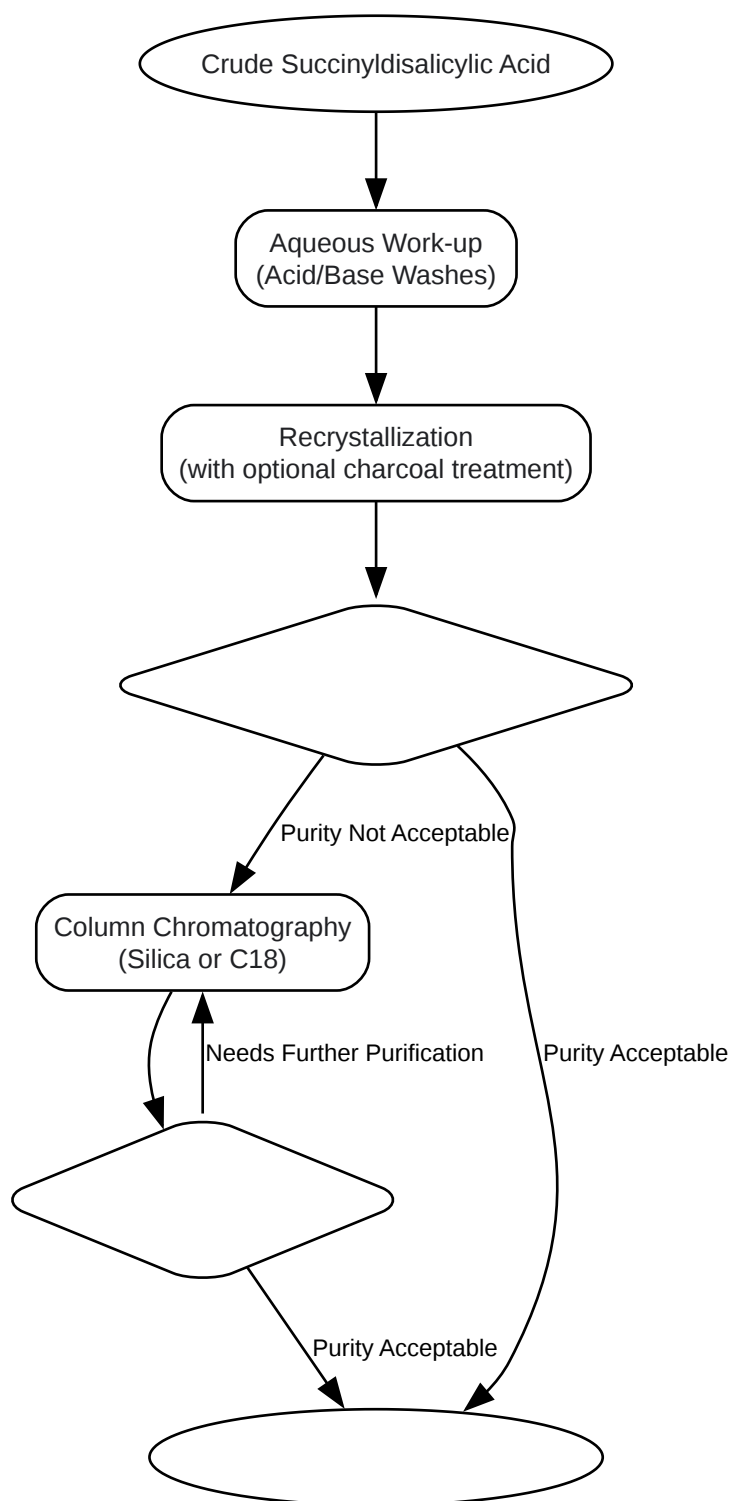 Crude Succinyldisalicylic Acid
Aqueous Work-up
(Acid/Base Washes)
Recrystallization
(with optional charcoal treatment)
Purity Not Acceptable
Column Chromatography
(Silica or C18)
Needs Further Purification
Purity Acceptable
Purity Acceptable